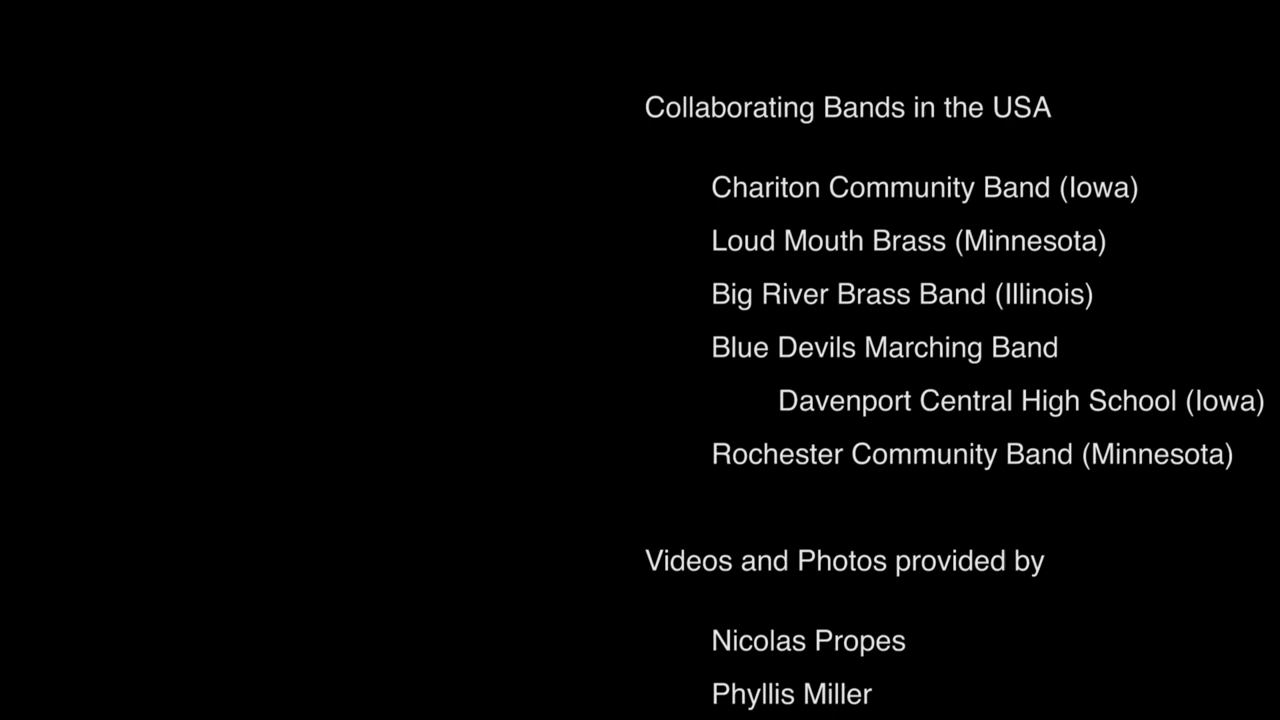 Collaborating Bands in the USA
Chariton Community Band (Iowa)
Loud Mouth Brass (Minnesota)
Big River Brass Band (Illinois)
Blue Devils Marching Band
Davenport Central High School (Iowa)
Rochester Community Band (Minnesota)
Videos and Photos provided by
Nicolas Propes
Phyllis Miller